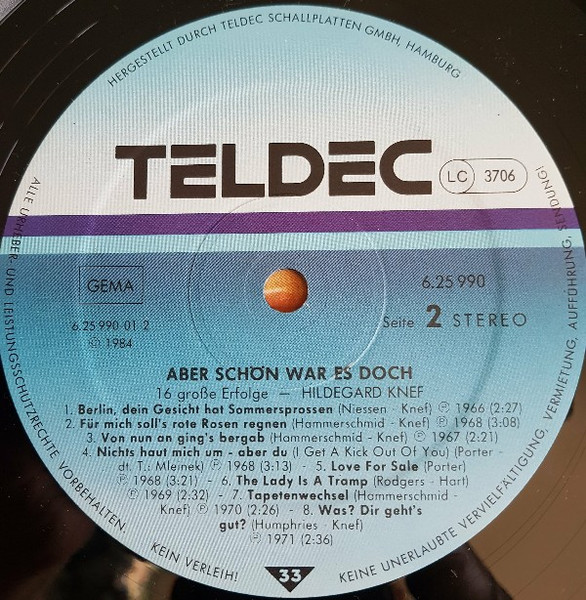 HERGESTELLT DURCH TELDEC SCHALLPLATTEN GMBH, HAMBURG
TELDEC
LC 3706
GEMA
6.25 990
6.25 990-01 2
Seite 2 STEREO
℗ 1984
ABER SCHÖN WAR ES DOCH
16 große Erfolge — HILDEGARD KNEF
1. Berlin, dein Gesicht hat Sommersprossen (Niessen - Knef) ℗ 1966 (2:27)
2. Für mich soll's rote Rosen regnen (Hammerschmid - Knef) ℗ 1968 (3:08)
3. Von nun an ging's bergab (Hammerschmid - Knef) ℗ 1967 (2:21)
4. Nichts haut mich um - aber du (I Get A Kick Out Of You) (Porter -
dt. T.: Mleinek) ℗ 1968 (3:13) - 5. Love For Sale (Porter)
℗ 1968 (3:21) - 6. The Lady Is A Tramp (Rodgers - Hart)
℗ 1969 (2:32) - 7. Tapetenwechsel (Hammerschmid -
Knef) ℗ 1970 (2:26) - 8. Was? Dir geht's
gut? (Humphries - Knef)
℗ 1971 (2:36)
33
ALLE URHEBER- UND LEISTUNGSSCHUTZRECHTE VORBEHALTEN.
KEIN VERLEIH!
KEINE UNERLAUBTE VERVIELFÄLTIGUNG, VERMIETUNG, AUFFÜHRUNG, SENDUNG!